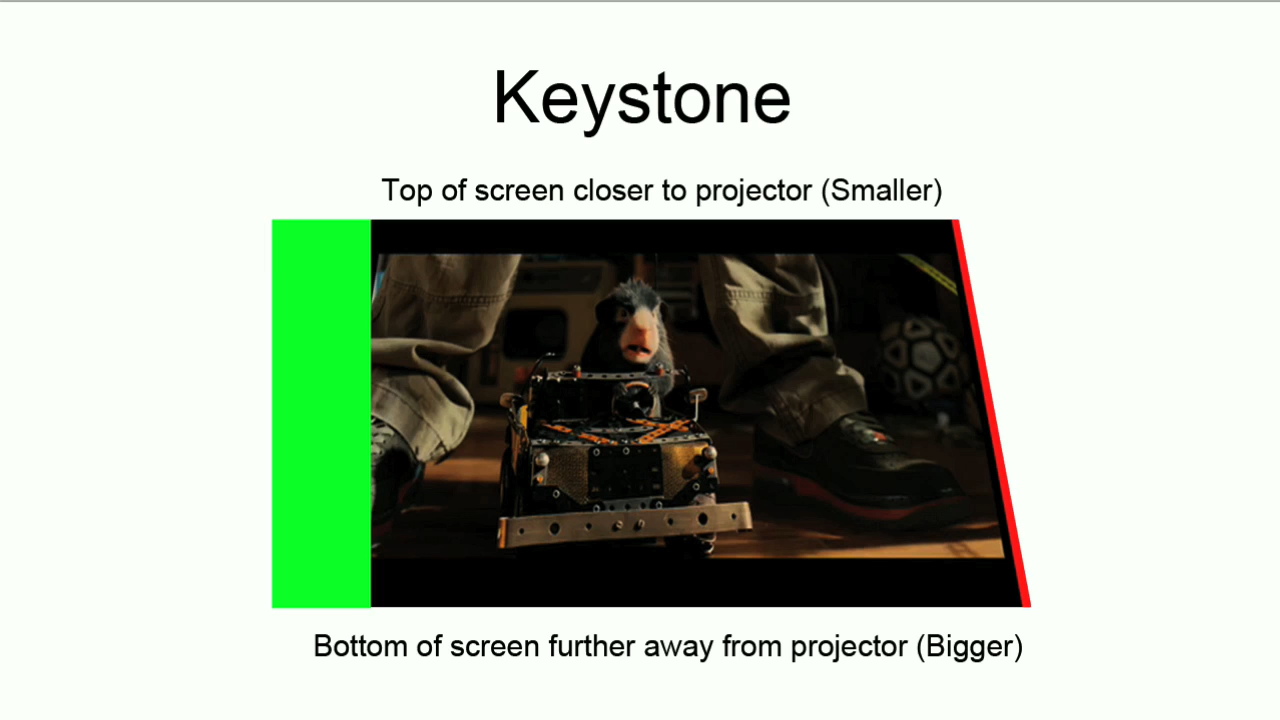 Keystone
Top of screen closer to projector (Smaller)
Bottom of screen further away from projector (Bigger)